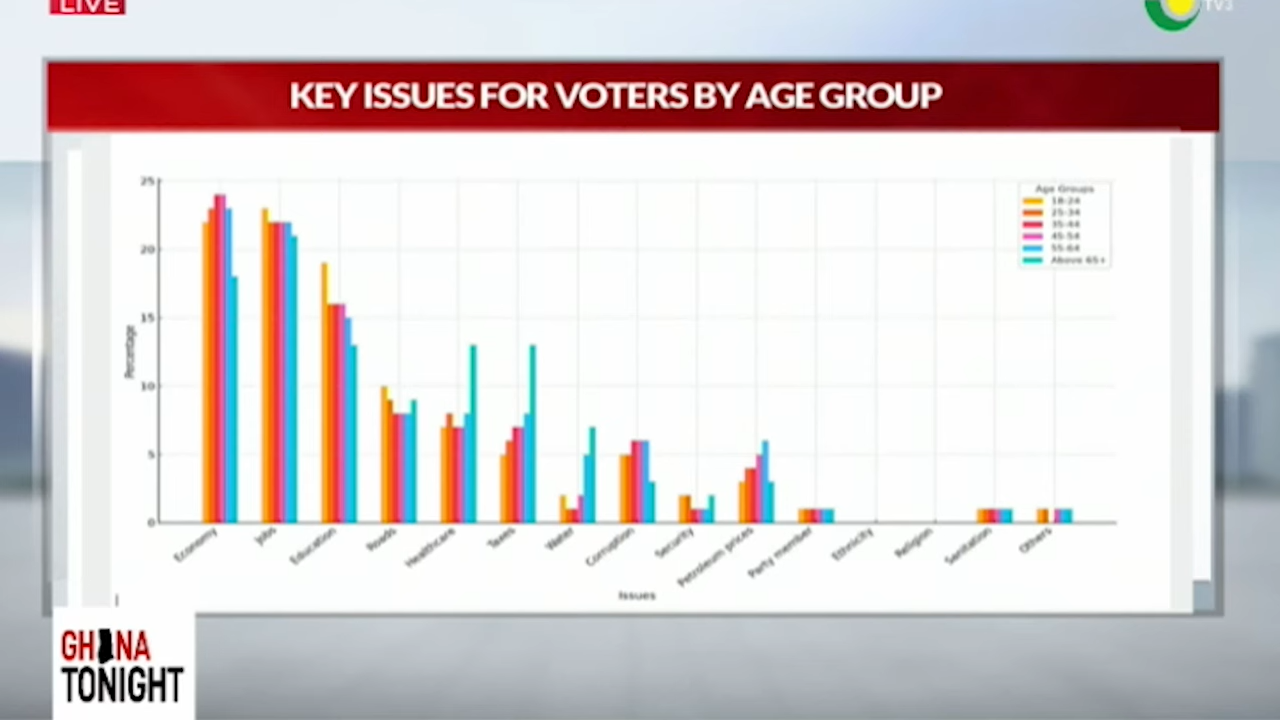 LIVE
TV3
KEY ISSUES FOR VOTERS BY AGE GROUP
25
20
15
10
5
0
Percentage
Age Groups
18-24
25-34
35-44
45-54
55-64
Above 65+
Economy
Jobs
Education
Roads
Healthcare
Taxes
Water
Corruption
Security
Petroleum prices
Party member
Ethnicity
Religion
Sanitation
Others
Issues
GHANA
TONIGHT